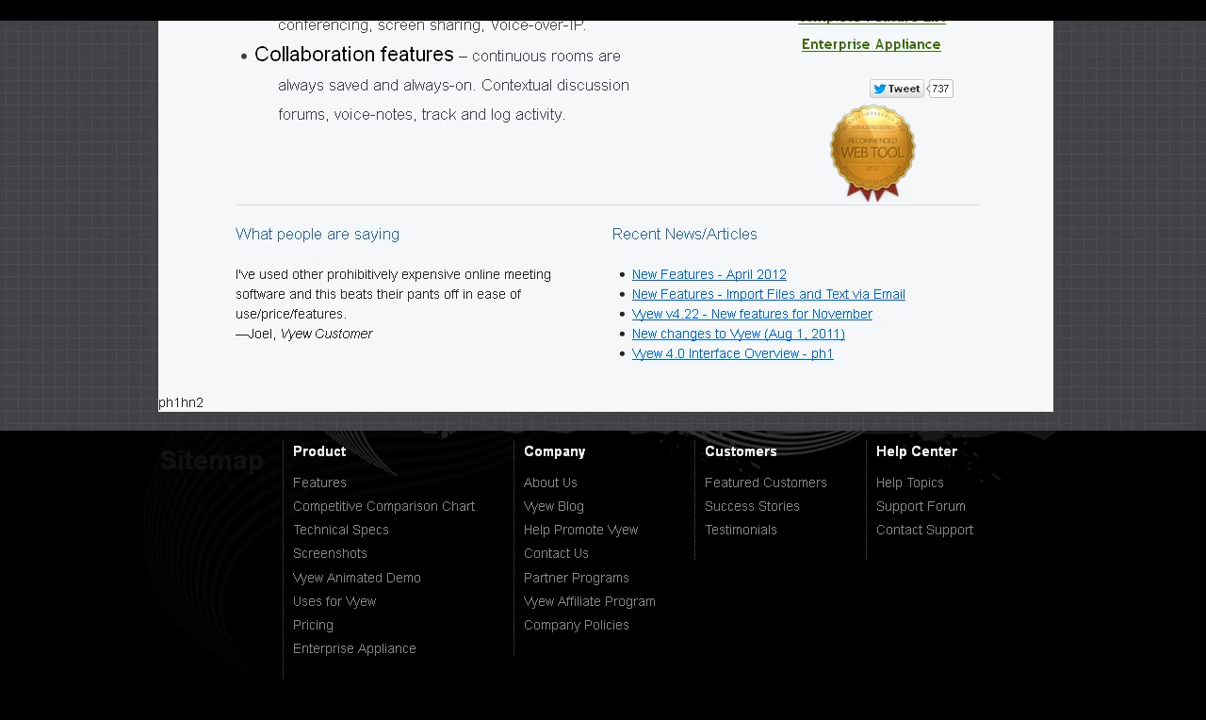 conferencing, screen sharing, Voice-over-IP.
• Collaboration features – continuous rooms are
always saved and always-on. Contextual discussion
forums, voice-notes, track and log activity.
Enterprise Appliance
Tweet 737
RECOMMENDED
WEB TOOL
2012
What people are saying
I've used other prohibitively expensive online meeting
software and this beats their pants off in ease of
use/price/features.
—Joel, Vyew Customer
Recent News/Articles
• New Features - April 2012
• New Features - Import Files and Text via Email
• Vyew v4.22 - New features for November
• New changes to Vyew (Aug 1, 2011)
• Vyew 4.0 Interface Overview - ph1
ph1hn2
Sitemap
Product
Features
Competitive Comparison Chart
Technical Specs
Screenshots
Vyew Animated Demo
Uses for Vyew
Pricing
Enterprise Appliance
Company
About Us
Vyew Blog
Help Promote Vyew
Contact Us
Partner Programs
Vyew Affiliate Program
Company Policies
Customers
Featured Customers
Success Stories
Testimonials
Help Center
Help Topics
Support Forum
Contact Support